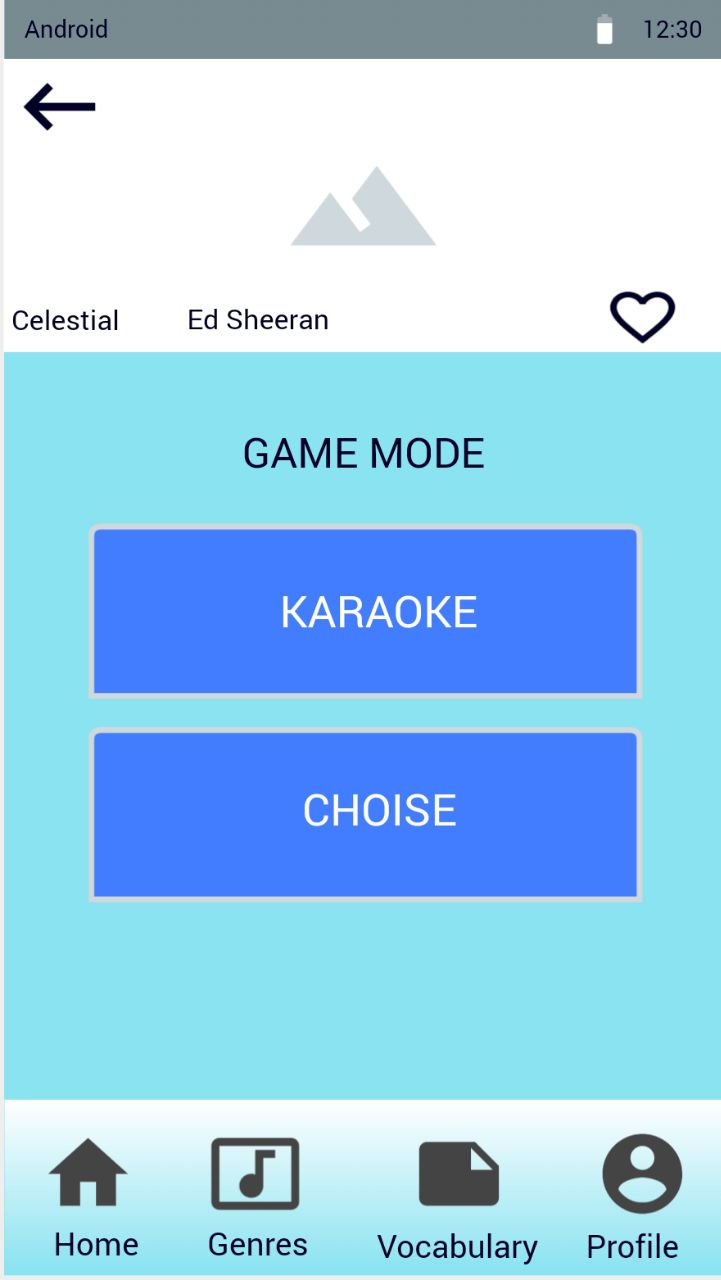 Android 12:30
Celestial Ed Sheeran
GAME MODE
KARAOKE
CHOISE
Home Genres Vocabulary Profile